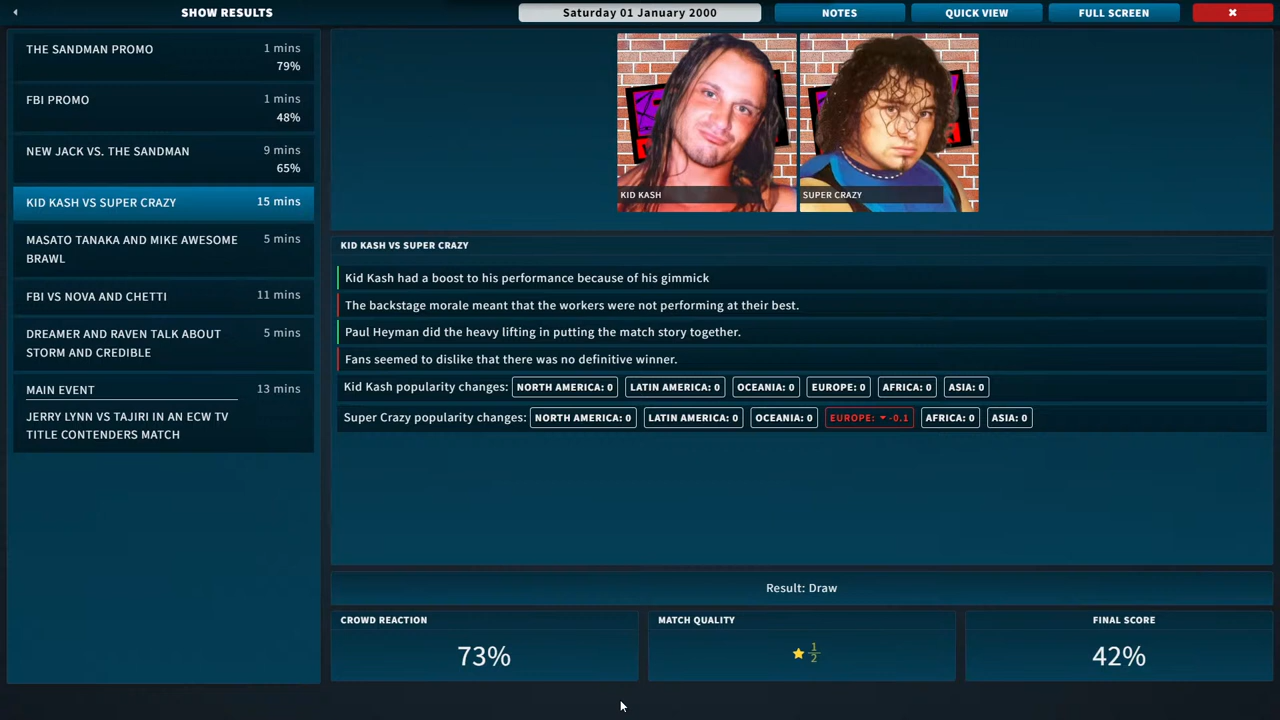 SHOW RESULTS
Saturday 01 January 2000
NOTES
QUICK VIEW
FULL SCREEN
THE SANDMAN PROMO
1 mins
79%
FBI PROMO
1 mins
48%
NEW JACK VS. THE SANDMAN
9 mins
65%
KID KASH VS SUPER CRAZY
15 mins
MASATO TANAKA AND MIKE AWESOME
BRAWL
5 mins
FBI VS NOVA AND CHETTI
11 mins
DREAMER AND RAVEN TALK ABOUT
STORM AND CREDIBLE
5 mins
MAIN EVENT
13 mins
JERRY LYNN VS TAJIRI IN AN ECW TV
TITLE CONTENDERS MATCH
KID KASH
SUPER CRAZY
KID KASH VS SUPER CRAZY
Kid Kash had a boost to his performance because of his gimmick
The backstage morale meant that the workers were not performing at their best.
Paul Heyman did the heavy lifting in putting the match story together.
Fans seemed to dislike that there was no definitive winner.
Kid Kash popularity changes: NORTH AMERICA: 0 LATIN AMERICA: 0 OCEANIA: 0 EUROPE: 0 AFRICA: 0 ASIA: 0
Super Crazy popularity changes: NORTH AMERICA: 0 LATIN AMERICA: 0 OCEANIA: 0 EUROPE: ▼ -0.1 AFRICA: 0 ASIA: 0
Result: Draw
CROWD REACTION
73%
MATCH QUALITY
★ 1/2
FINAL SCORE
42%